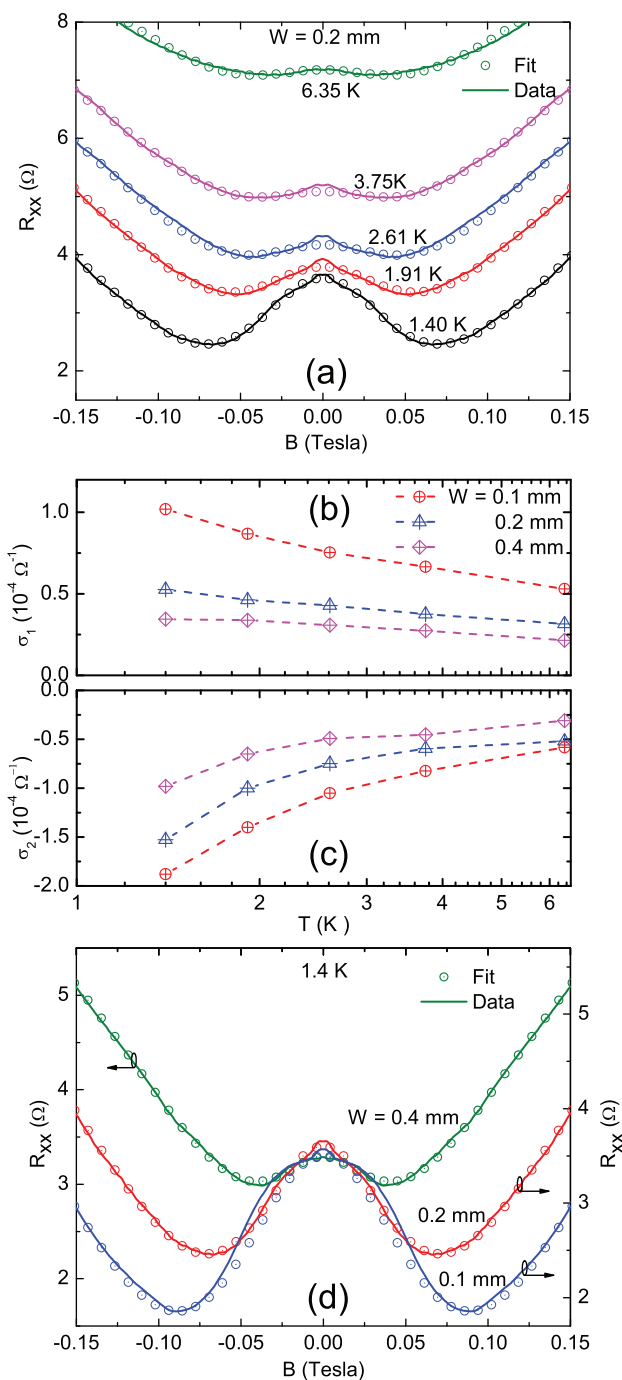 8
W = 0.2 mm
Fit
Data
6.35 K
6
3.75K
Rxx (Ω)
4
2.61 K
1.91 K
1.40 K
2
(a)
-0.15 -0.10 -0.05 0.00 0.05 0.10 0.15
B (Tesla)
(b)
W = 0.1 mm
0.2 mm
0.4 mm
1.0
0.5
0.0
σ1 (10-4 Ω-1)
0.0
-0.5
-1.0
-1.5
-2.0
σ2 (10-4 Ω-1)
(c)
1 2 3 4 5 6
T (K)
1.4 K
Fit
Data
5
4
3
2
Rxx (Ω)
W = 0.4 mm
0.2 mm
0.1 mm
5
4
3
2
Rxx (Ω)
(d)
-0.15 -0.10 -0.05 0.00 0.05 0.10 0.15
B (Tesla)